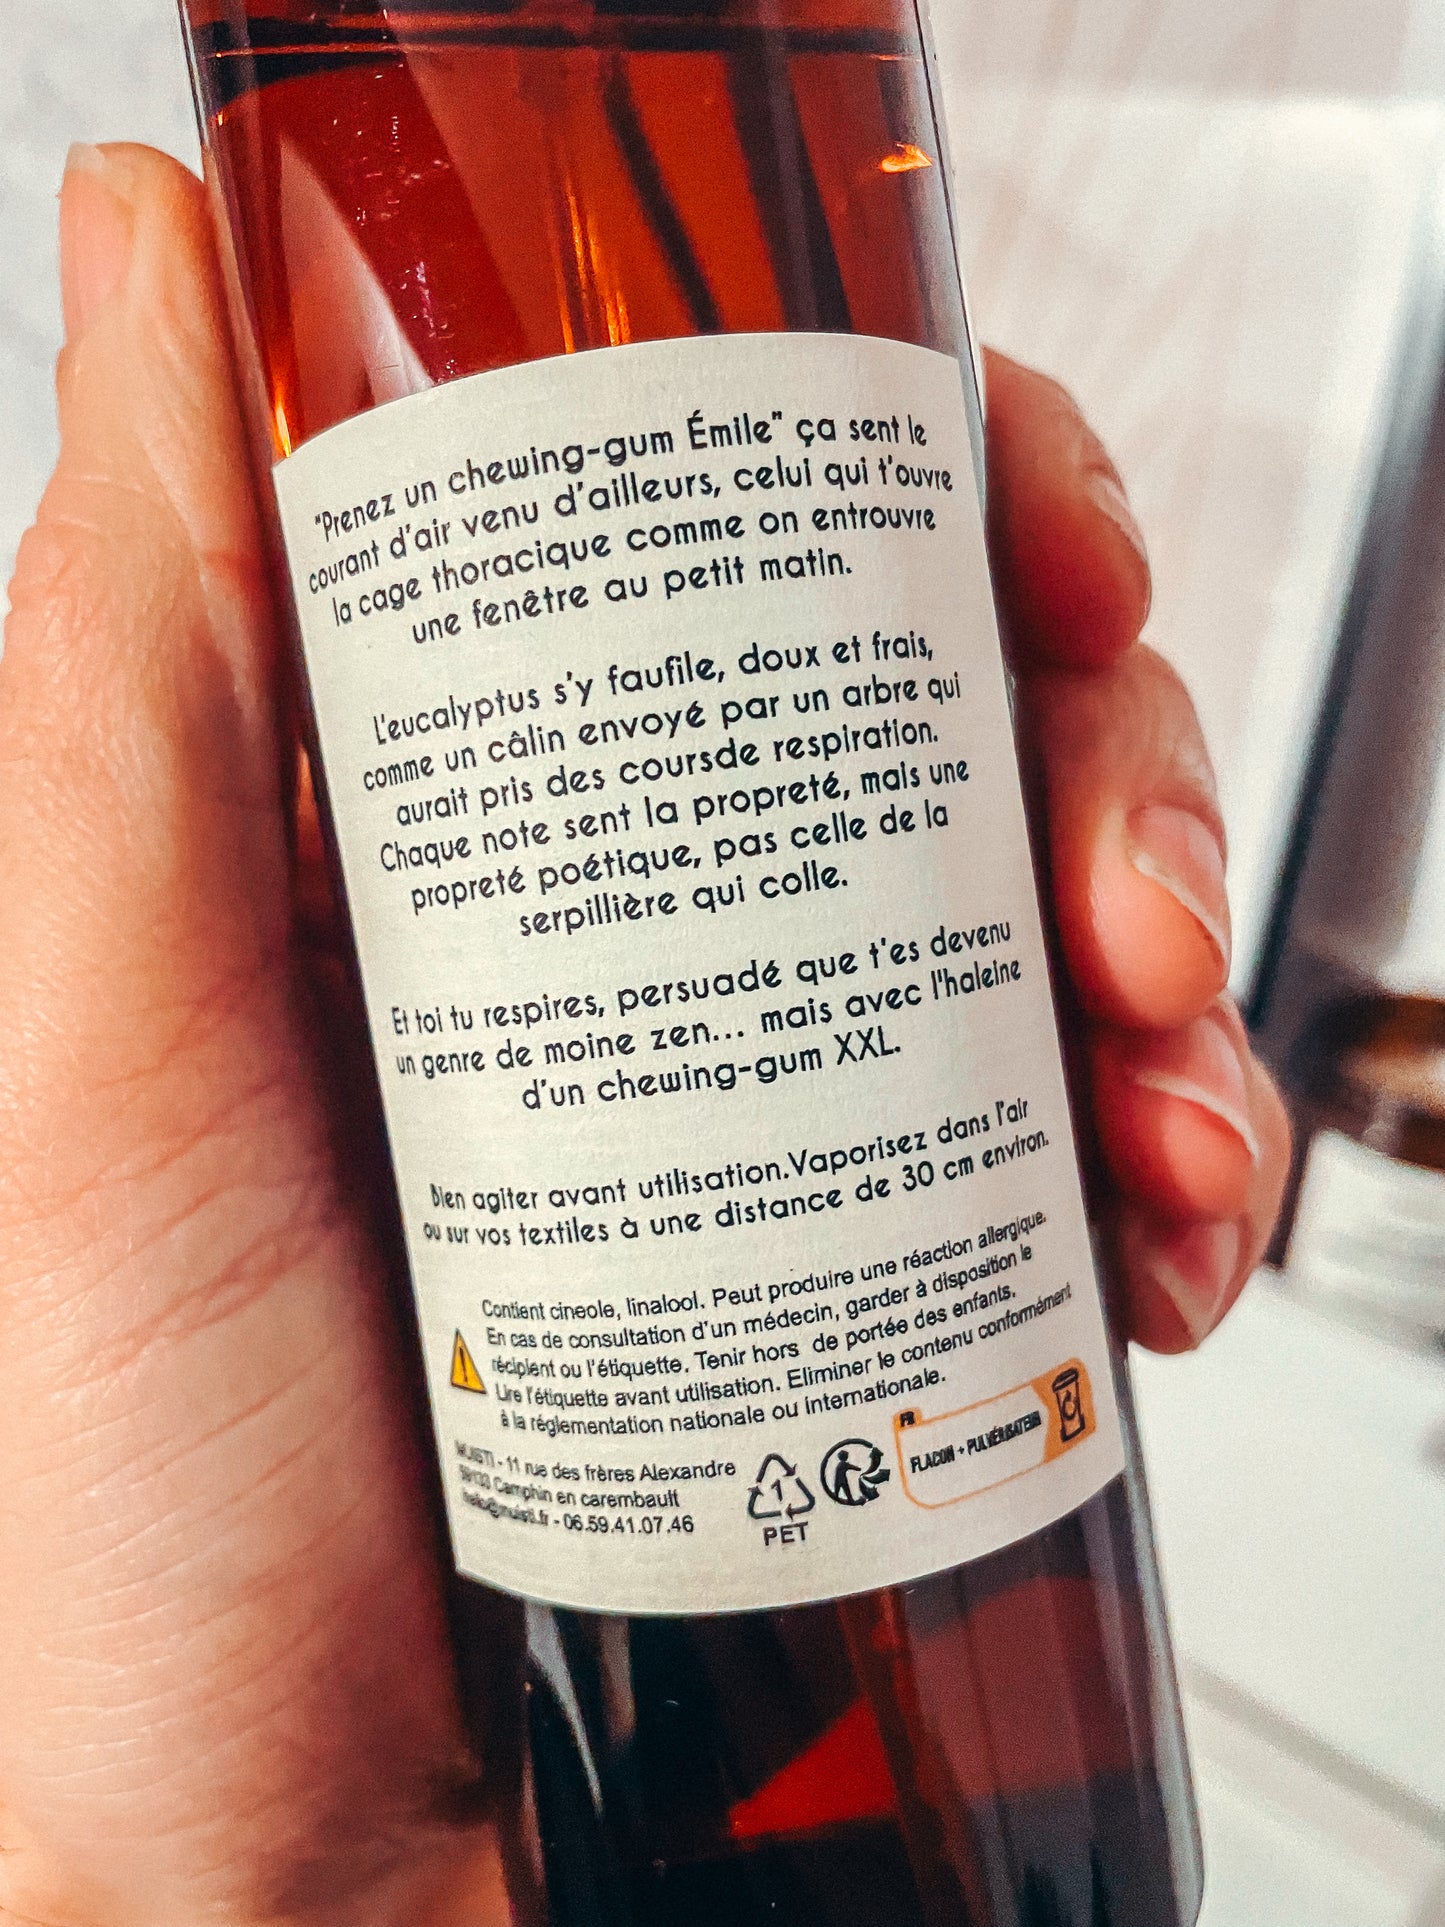 "Prenez un chewing-gum Émile" ça sent le
courant d'air venu d'ailleurs, celui qui t'ouvre
la cage thoracique comme on entrouvre
une fenêtre au petit matin.
L'eucalyptus s'y faufile, doux et frais,
comme un câlin envoyé par un arbre qui
aurait pris des coursde respiration.
Chaque note sent la propreté, mais une
propreté poétique, pas celle de la
serpillière qui colle.
Et toi tu respires, persuadé que t'es devenu
un genre de moine zen... mais avec l'haleine
d'un chewing-gum XXL.
Bien agiter avant utilisation.Vaporisez dans l'air
ou sur vos textiles à une distance de 30 cm environ.
Contient cineole, linalool. Peut produire une réaction allergique.
En cas de consultation d'un médecin, garder à disposition le
récipient ou l'étiquette. Tenir hors de portée des enfants.
Lire l'étiquette avant utilisation. Eliminer le contenu conformément
à la réglementation nationale ou internationale.
MUISTI - 11 rue des frères Alexandre
59133 Camphin en carembault
hello@muisti.fr - 06.59.41.07.46
1
PET
FR
FLACON + PULVÉRISATEUR